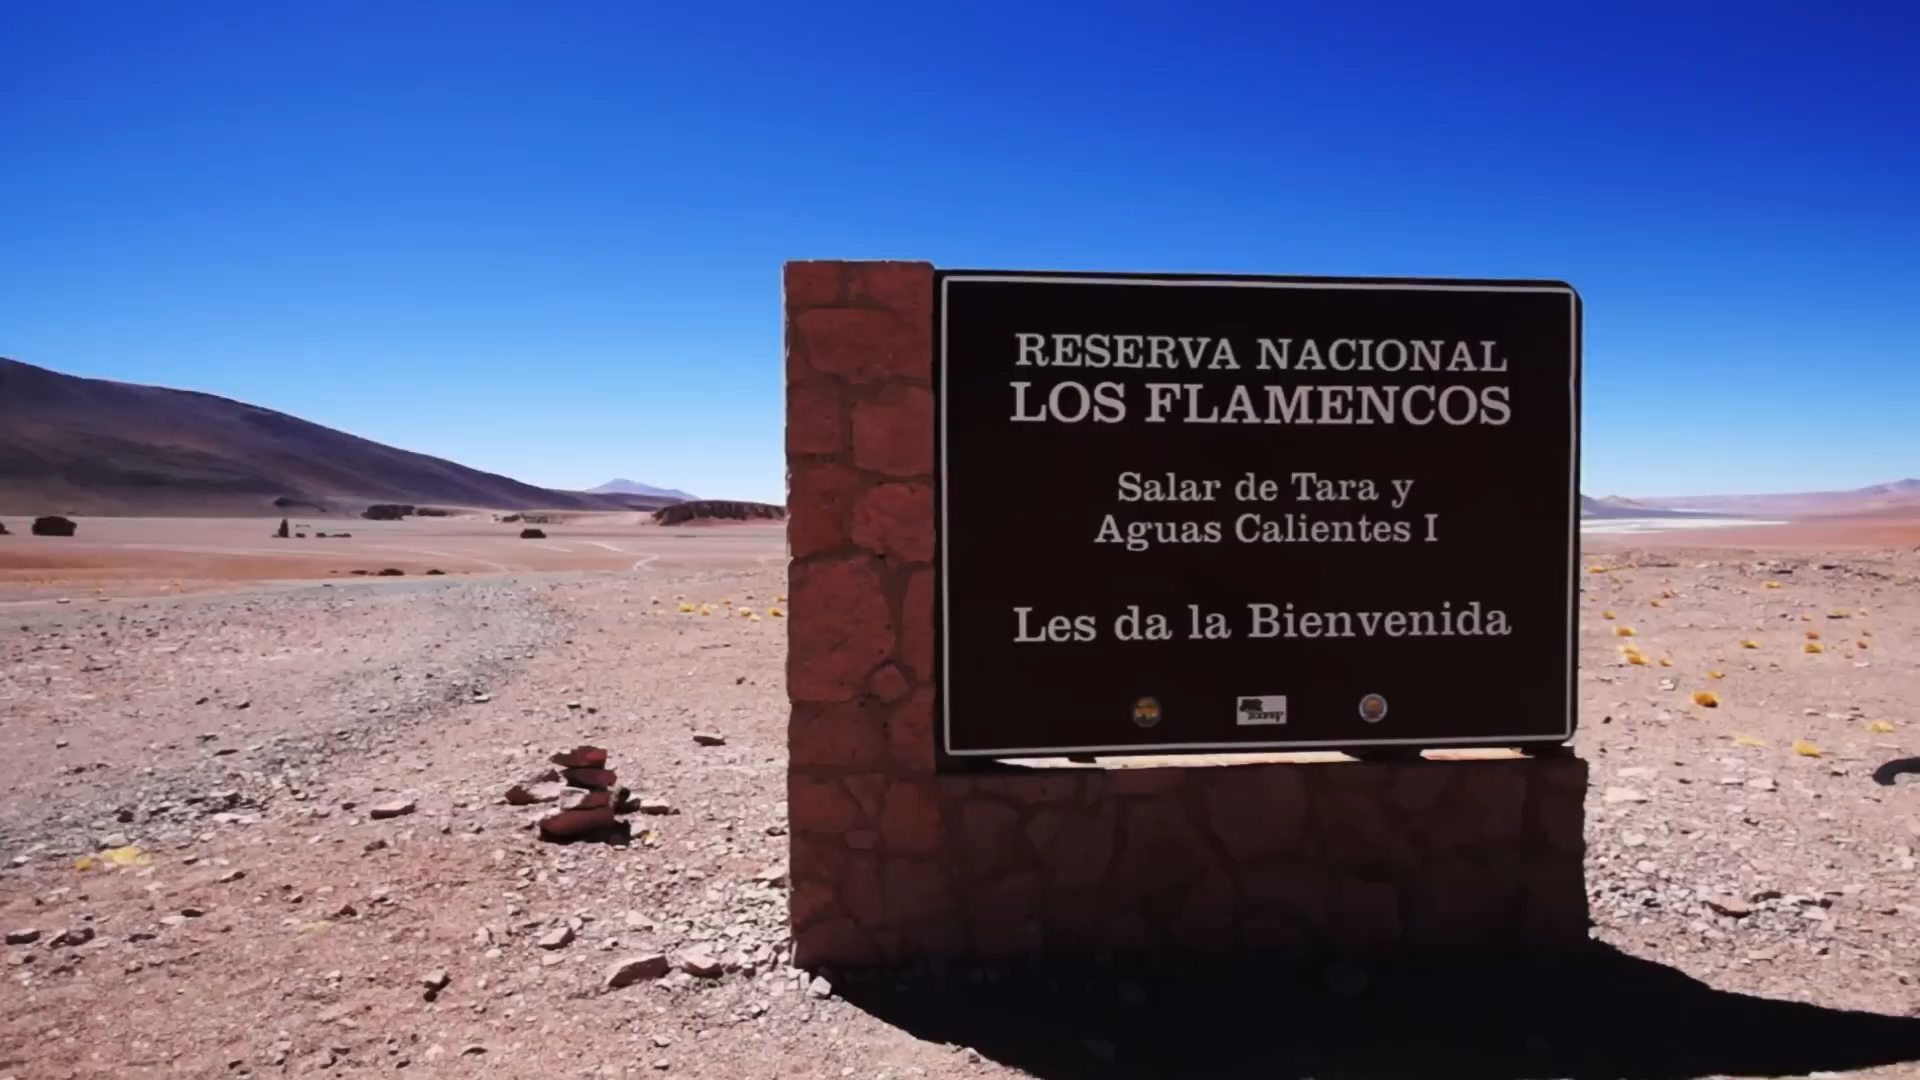 RESERVA NACIONAL
LOS FLAMENCOS
Salar de Tara y
Aguas Calientes I
Les da la Bienvenida